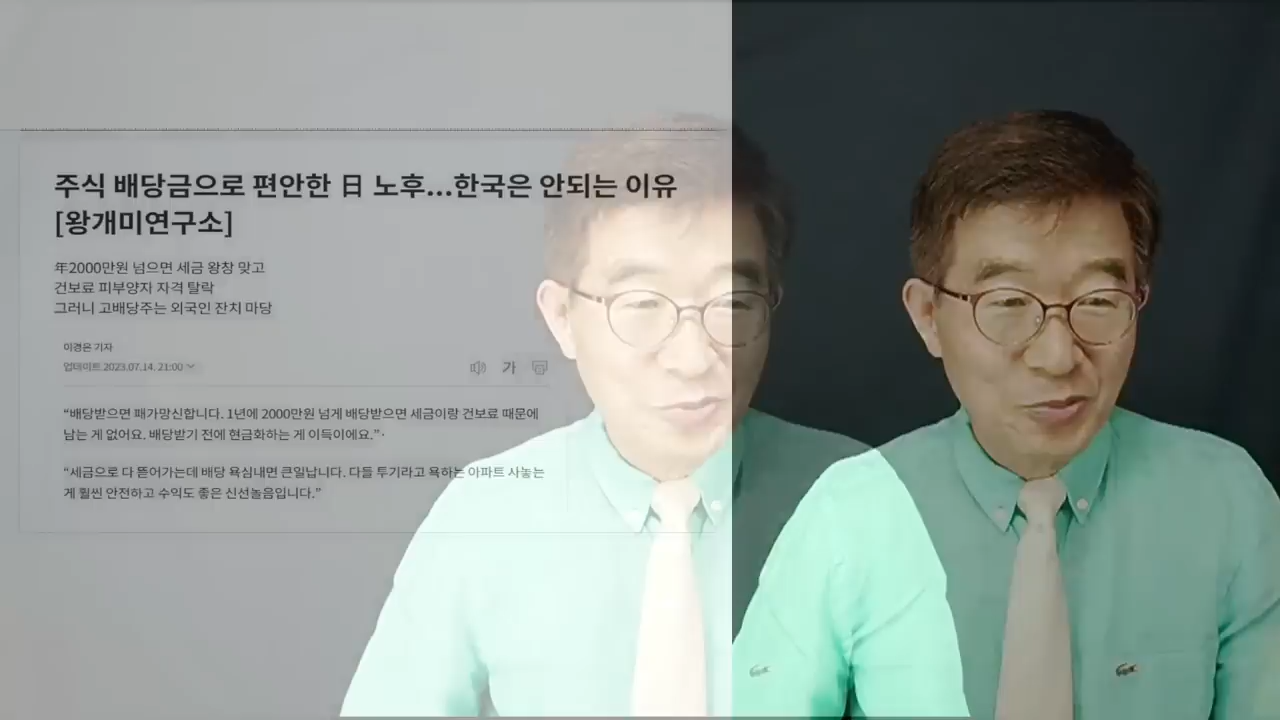 주식 배당금으로 편안한 日 노후...한국은 안되는 이유
[왕개미연구소]
年2000만원 넘으면 세금 왕창 맞고
건보료 피부양자 자격 탈락
그러니 고배당주는 외국인 잔치 마당
이경은 기자
업데이트 2023.07.14. 21:00
가
“배당받으면 패가망신합니다. 1년에 2000만원 넘게 배당받으면 세금이랑 건보료 때문에
남는 게 없어요. 배당받기 전에 현금화하는 게 이득이에요.”·
“세금으로 다 뜯어가는데 배당 욕심내면 큰일납니다. 다들 투기라고 욕하는 아파트 사놓는
게 훨씬 안전하고 수익도 좋은 신선놀음입니다.”